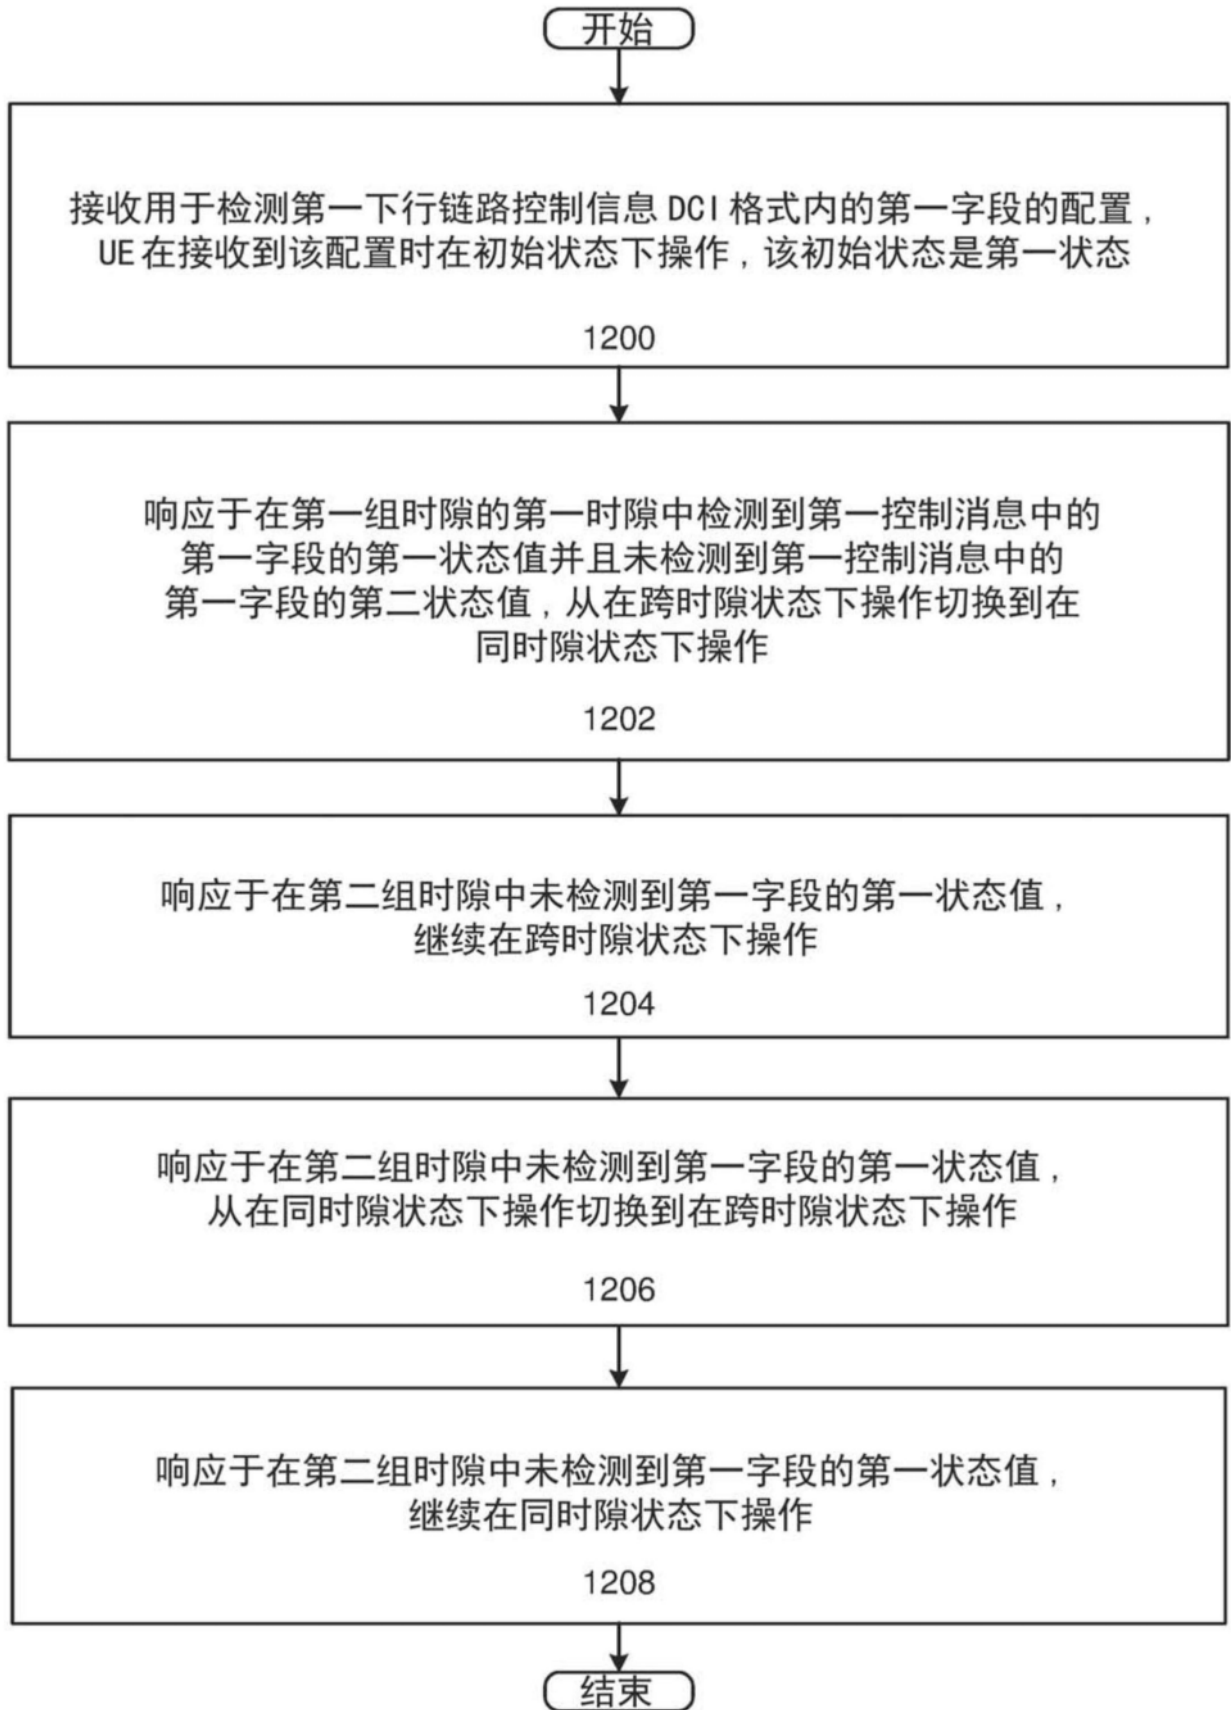 开始
接收用于检测第一下行链路控制信息DCI格式内的第一字段的配置,
UE在接收到该配置时在初始状态下操作,该初始状态是第一状态
1200
响应于在第一组时隙的第一时隙中检测到第一控制消息中的
第一字段的第一状态值并且未检测到第一控制消息中的
第一字段的第二状态值,从在跨时隙状态下操作切换到在
同时隙状态下操作
1202
响应于在第二组时隙中未检测到第一字段的第一状态值,
继续在跨时隙状态下操作
1204
响应于在第二组时隙中未检测到第一字段的第一状态值,
从在同时隙状态下操作切换到在跨时隙状态下操作
1206
响应于在第二组时隙中未检测到第一字段的第一状态值,
继续在同时隙状态下操作
1208
结束